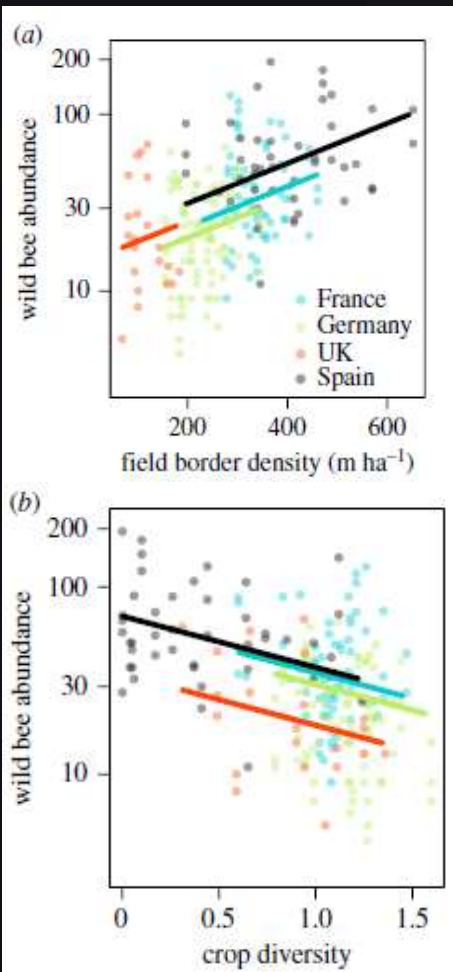 (a)
200
100
30
10
wild bee abundance
France
Germany
UK
Spain
200 400 600
field border density (m ha⁻¹)
(b)
200
100
30
10
wild bee abundance
0 0.5 1.0 1.5
crop diversity